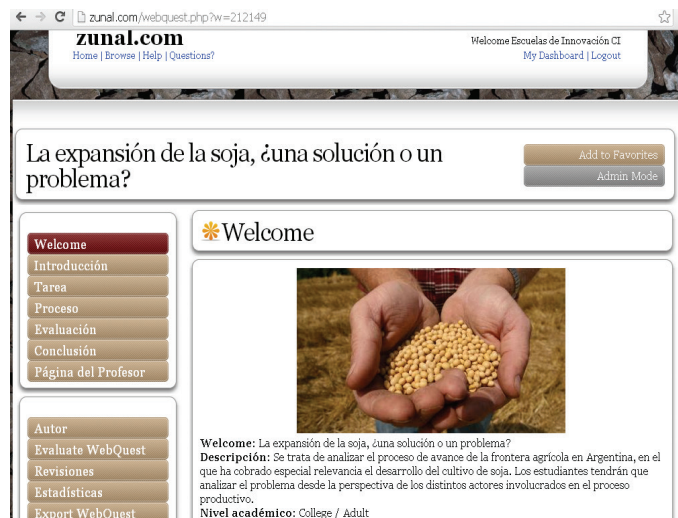 zunal.com/webquest.php?w=212149
zunal.com
Home | Browse | Help | Questions?
Welcome Escuelas de Innovación CI
My Dashboard | Logout
La expansión de la soja, ¿una solución o un
problema?
Add to Favorites
Admin Mode
Welcome
Introducción
Tarea
Proceso
Evaluación
Conclusión
Página del Profesor
Autor
Evaluate WebQuest
Revisiones
Estadísticas
Export WebQuest
Welcome
Welcome: La expansión de la soja, ¿una solución o un problema?
Descripción: Se trata de analizar el proceso de avance de la frontera agrícola en Argentina, en el
que ha cobrado especial relevancia el desarrollo del cultivo de soja. Los estudiantes tendrán que
analizar el problema desde la perspectiva de los distintos actores involucrados en el proceso
productivo.
Nivel académico: College / Adult